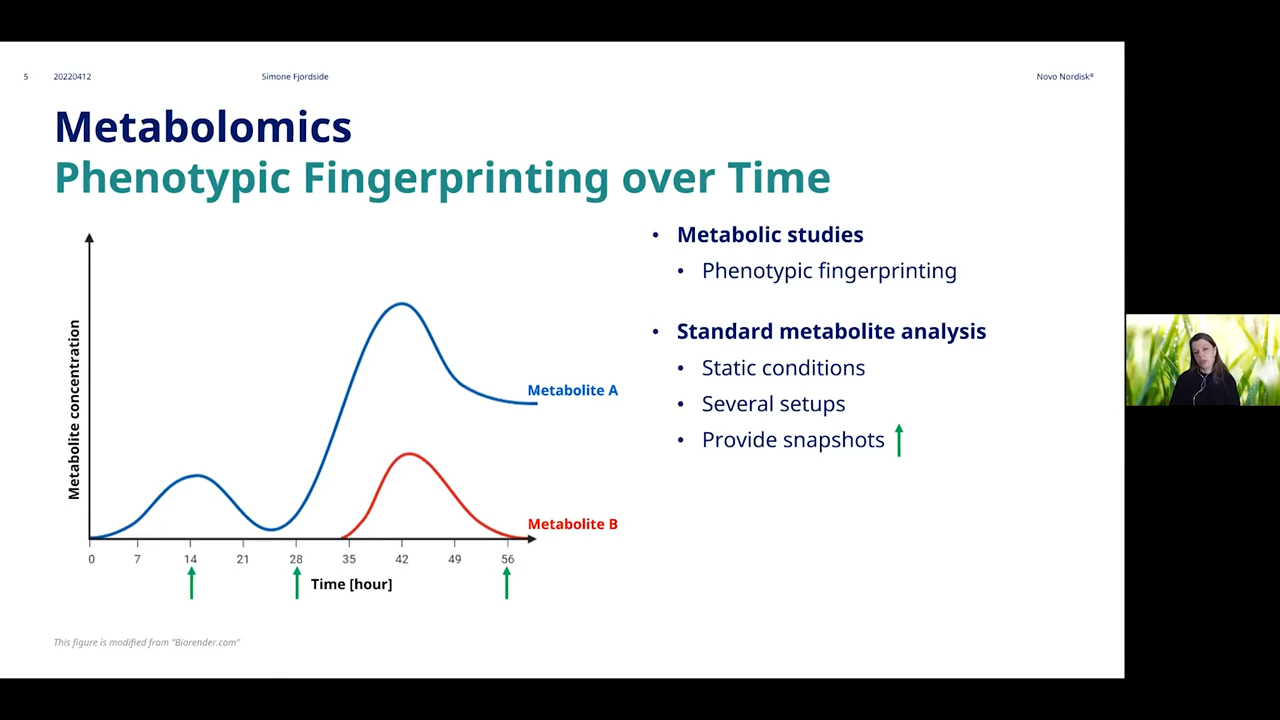 5 20220412 Simone Fjordside Novo Nordisk®
Metabolomics
Phenotypic Fingerprinting over Time
• Metabolic studies
• Phenotypic fingerprinting
• Standard metabolite analysis
• Static conditions
• Several setups
• Provide snapshots
Metabolite concentration
Metabolite A
Metabolite B
0 7 14 21 28 35 42 49 56
Time [hour]
This figure is modified from "Biorender.com"